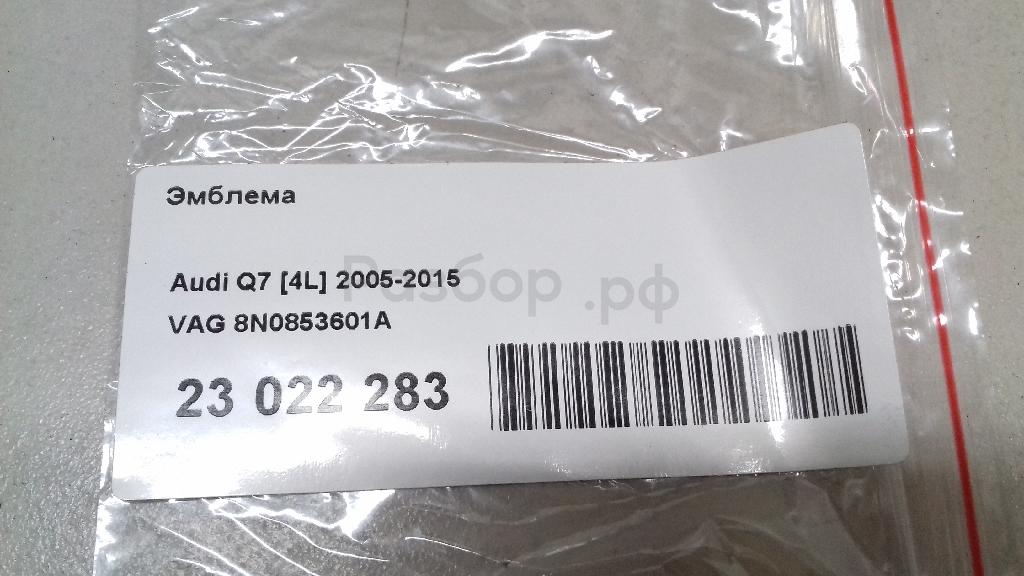 Эмблема
Audi Q7 [4L] 2005-2015
Разбор.рф
VAG 8N0853601A
23 022 283